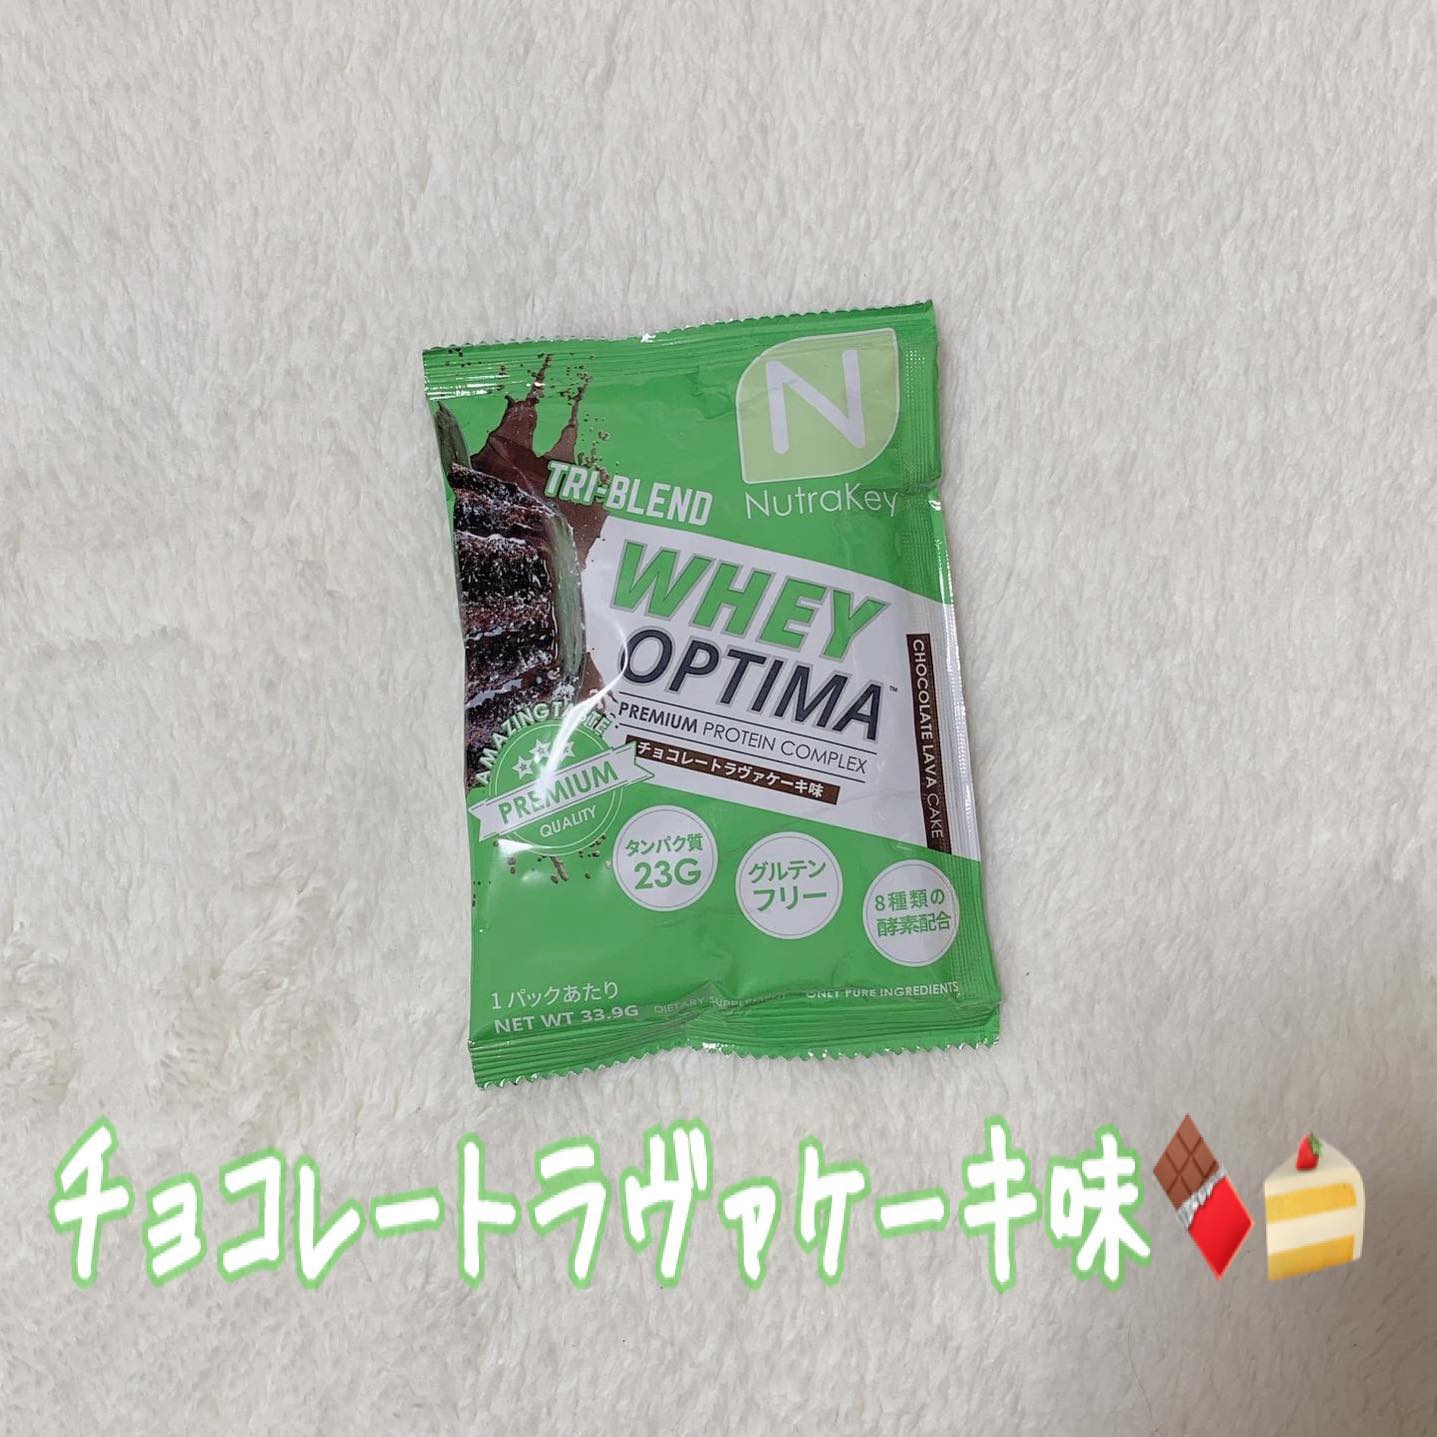 N
NutraKey
TRI-BLEND
WHEY
OPTIMA™
PREMIUM PROTEIN COMPLEX
チョコレートラヴァケーキ味
CHOCOLATE LAVA CAKE
AMAZING TASTE
PREMIUM
QUALITY
タンパク質
23G
グルテン
フリー
8種類の
酵素配合
1パックあたり
NET WT 33.9G
DIETARY SUPPLEMENT
ONLY PURE INGREDIENTS
チョコレートラヴァケーキ味🍫🍰